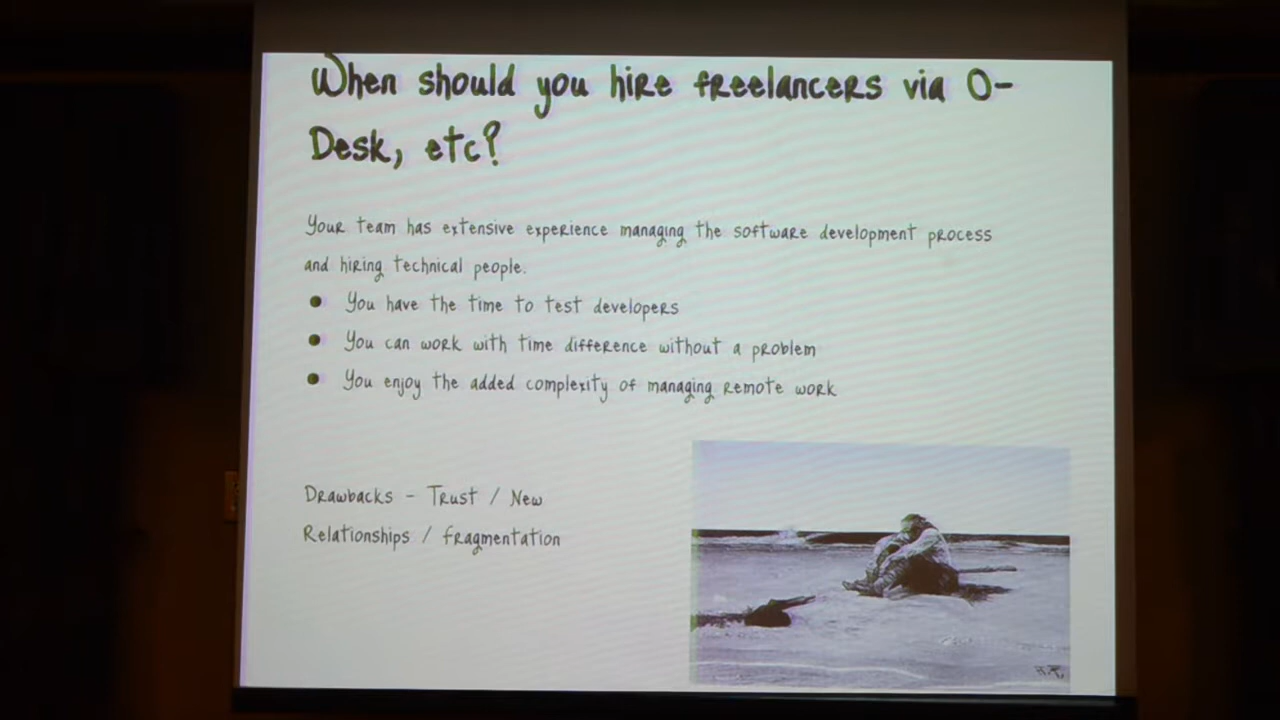 When should you hire freelancers via O-
Desk, etc?
Your team has extensive experience managing the software development process
and hiring technical people.
● You have the time to test developers
● You can work with time difference without a problem
● You enjoy the added complexity of managing remote work
Drawbacks - Trust / New
Relationships / fragmentation